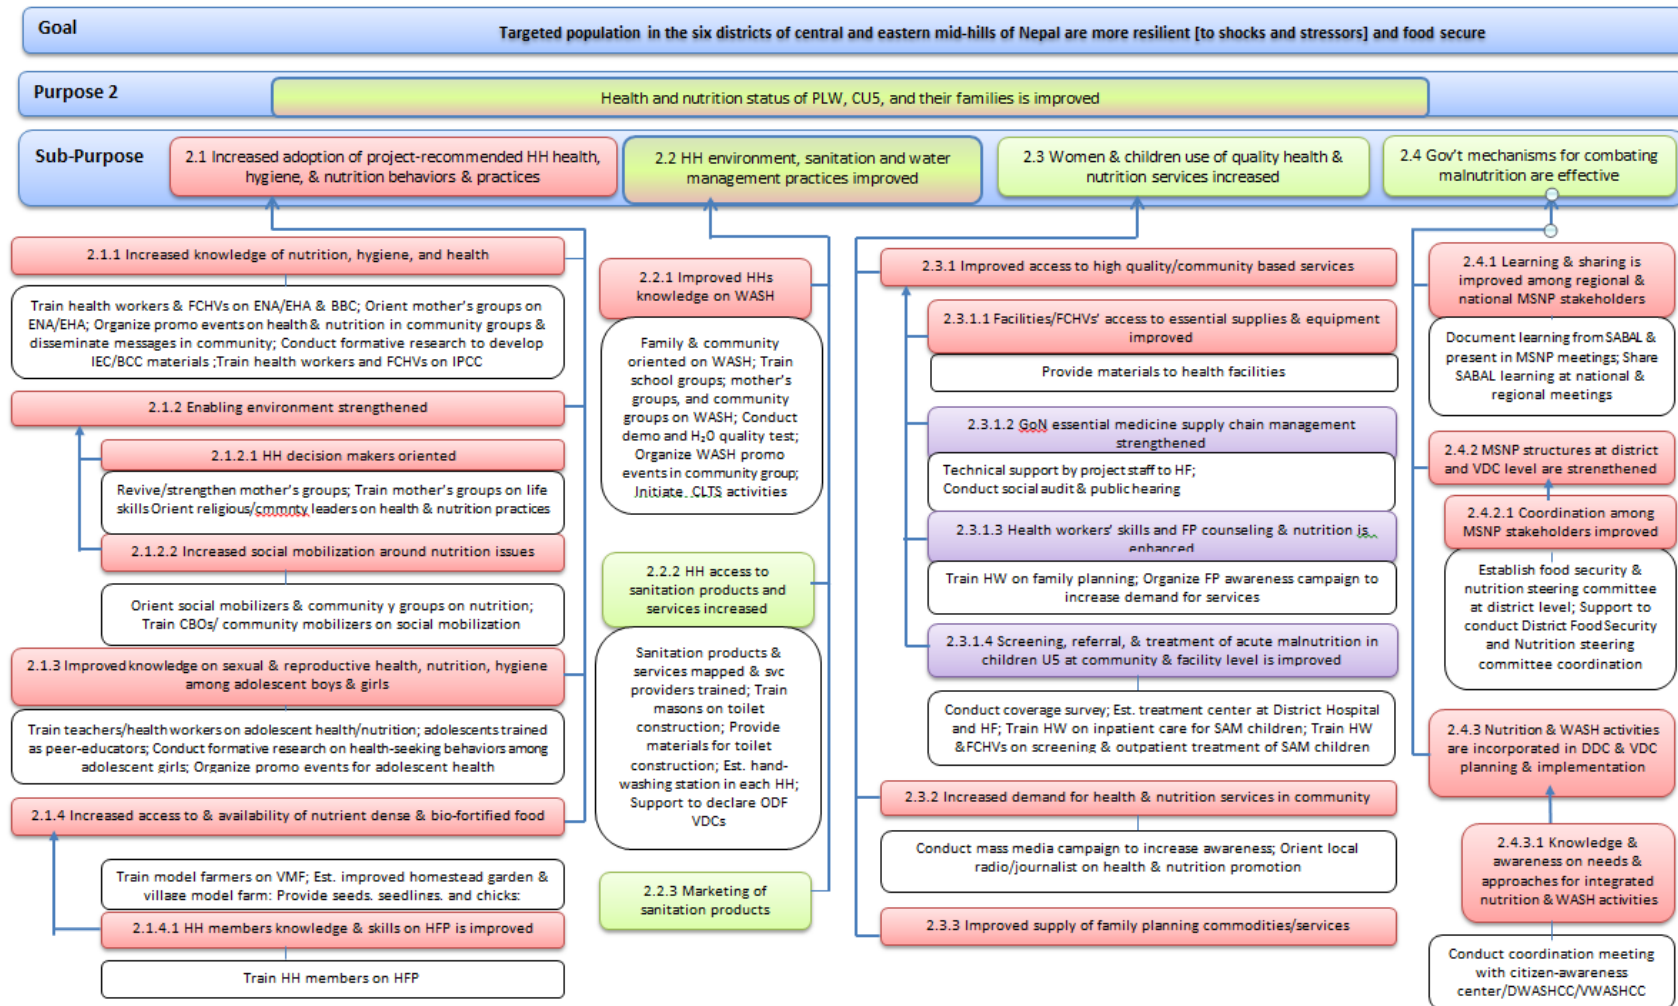 Goal
Targeted population in the six districts of central and eastern mid-hills of Nepal are more resilient [to shocks and stressors] and food secure
Purpose 2
Health and nutrition status of PLW, CU5, and their families is improved
Sub-Purpose
2.1 Increased adoption of project-recommended HH health,
hygiene, & nutrition behaviors & practices
2.2 HH environment, sanitation and water
management practices improved
2.3 Women & children use of quality health &
nutrition services increased
2.4 Gov't mechanisms for combating
malnutrition are effective
2.1.1 Increased knowledge of nutrition, hygiene, and health
Train health workers & FCHVs on ENA/EHA & BBC; Orient mother's groups on
ENA/EHA; Organize promo events on health & nutrition in community groups &
disseminate messages in community; Conduct formative research to develop
IEC/BCC materials ;Train health workers and FCHVs on IPCC
2.1.2 Enabling environment strengthened
2.1.2.1 HH decision makers oriented
Revive/strengthen mother's groups; Train mother's groups on life
skills Orient religious/cmmnty leaders on health & nutrition practices
2.1.2.2 Increased social mobilization around nutrition issues
Orient social mobilizers & community y groups on nutrition;
Train CBOs/ community mobilizers on social mobilization
2.1.3 Improved knowledge on sexual & reproductive health, nutrition, hygiene
among adolescent boys & girls
Train teachers/health workers on adolescent health/nutrition; adolescents trained
as peer-educators; Conduct formative research on health-seeking behaviors among
adolescent girls; Organize promo events for adolescent health
2.1.4 Increased access to & availability of nutrient dense & bio-fortified food
Train model farmers on VMF; Est. improved homestead garden &
village model farm; Provide seeds, seedlings, and chicks;
2.1.4.1 HH members knowledge & skills on HFP is improved
Train HH members on HFP
2.2.1 Improved HHs
knowledge on WASH
Family & community
oriented on WASH; Train
school groups; mother's
groups, and community
groups on WASH; Conduct
demo and H₂O quality test;
Organize WASH promo
events in community group;
Initiate CLTS activities
2.2.2 HH access to
sanitation products and
services increased
Sanitation products &
services mapped & svc
providers trained; Train
masons on toilet
construction; Provide
materials for toilet
construction; Est. hand-
washing station in each HH;
Support to declare ODF
VDCs
2.2.3 Marketing of
sanitation products
2.3.1 Improved access to high quality/community based services
2.3.1.1 Facilities/FCHVs' access to essential supplies & equipment
improved
Provide materials to health facilities
2.3.1.2 GoN essential medicine supply chain management
strengthened
Technical support by project staff to HF;
Conduct social audit & public hearing
2.3.1.3 Health workers' skills and FP counseling & nutrition is
enhanced
Train HW on family planning; Organize FP awareness campaign to
increase demand for services
2.3.1.4 Screening, referral, & treatment of acute malnutrition in
children U5 at community & facility level is improved
Conduct coverage survey; Est. treatment center at District Hospital
and HF; Train HW on inpatient care for SAM children; Train HW
&FCHVs on screening & outpatient treatment of SAM children
2.3.2 Increased demand for health & nutrition services in community
Conduct mass media campaign to increase awareness; Orient local
radio/journalist on health & nutrition promotion
2.3.3 Improved supply of family planning commodities/services
2.4.1 Learning & sharing is
improved among regional &
national MSNP stakeholders
Document learning from SABAL &
present in MSNP meetings; Share
SABAL learning at national &
regional meetings
2.4.2 MSNP structures at district
and VDC level are strengthened
2.4.2.1 Coordination among
MSNP stakeholders improved
Establish food security &
nutrition steering committee
at district level; Support to
conduct District Food Security
and Nutrition steering
committee coordination
2.4.3 Nutrition & WASH activities
are incorporated in DDC & VDC
planning & implementation
2.4.3.1 Knowledge &
awareness on needs &
approaches for integrated
nutrition & WASH activities
Conduct coordination meeting
with citizen-awareness
center/DWASHCC/VWASHCC